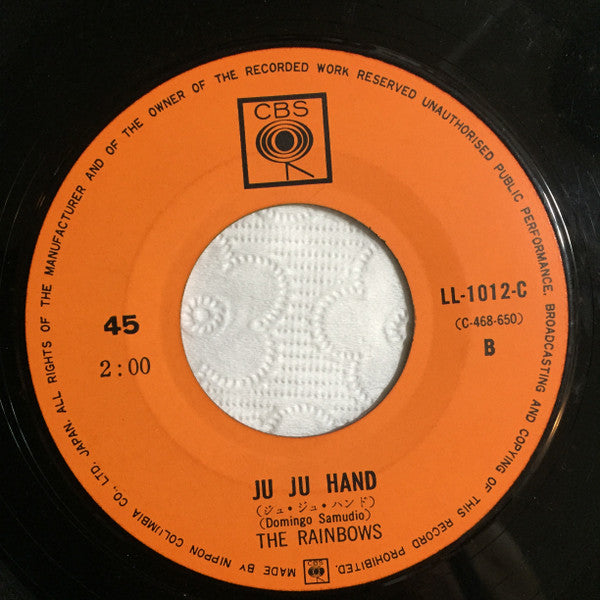 ALL RIGHTS OF THE MANUFACTURER AND OF THE OWNER OF THE RECORDED WORK RESERVED UNAUTHORISED PUBLIC PERFORMANCE, BROADCASTING AND COPYING OF THIS RECORD PROHIBITED.
CBS
LL-1012-C
(C-468-650)
B
45
2:00
JU JU HAND
(ジュ・ジュ・ハンド)
(Domingo Samudio)
THE RAINBOWS
CBS
MADE BY NIPPON COLUMBIA CO., LTD. JAPAN.